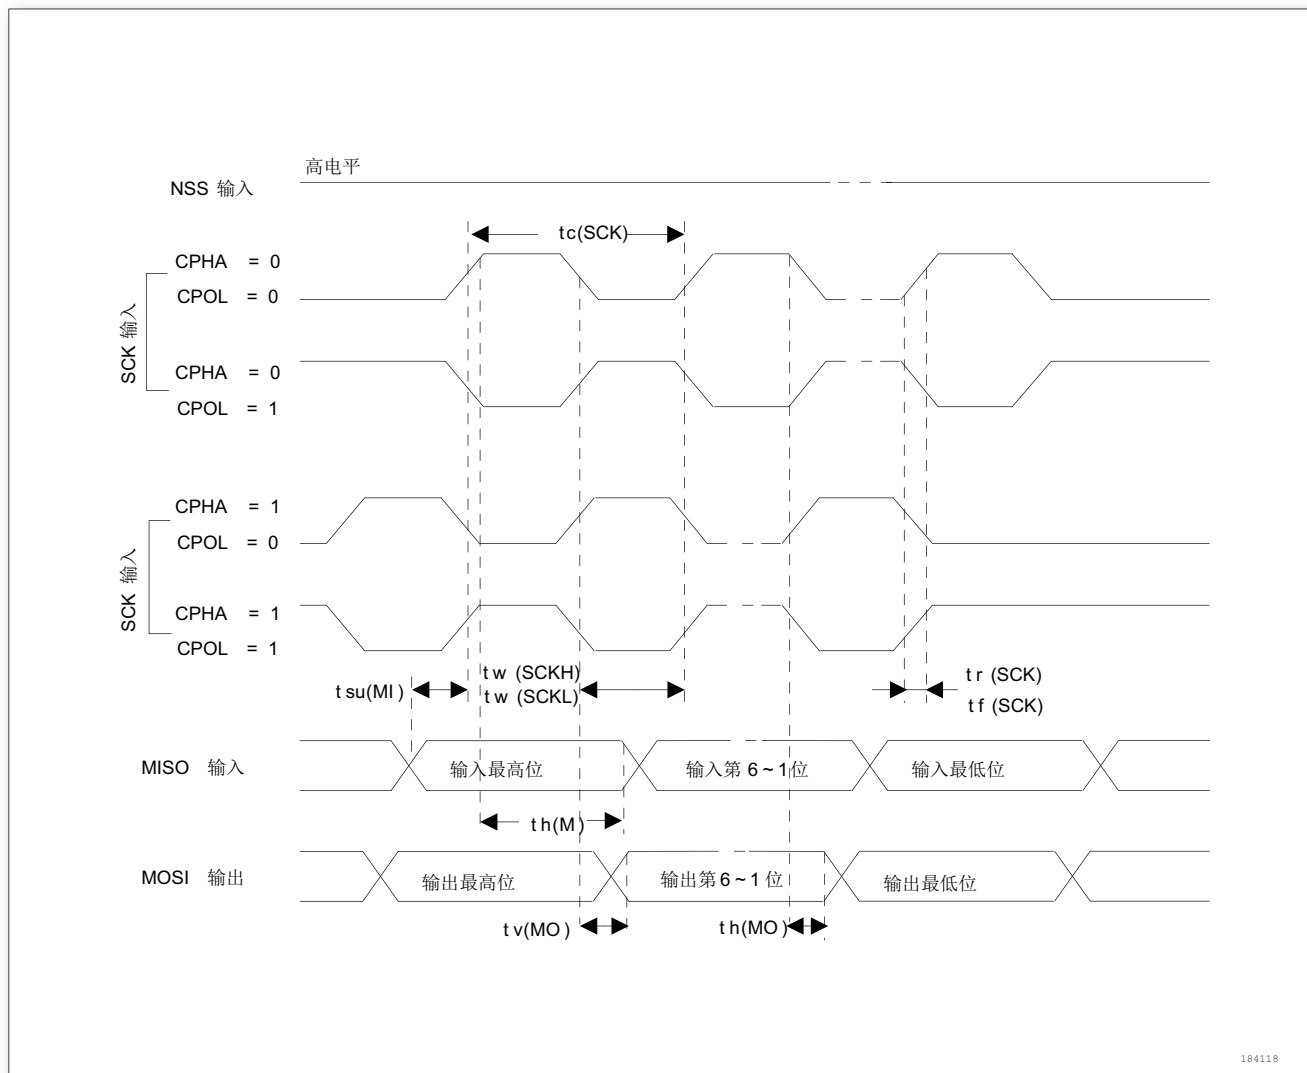 高电平
NSS 输入
tc(SCK)
CPHA = 0
CPOL = 0
SCK 输入
CPHA = 0
CPOL = 1
CPHA = 1
CPOL = 0
SCK 输入
CPHA = 1
CPOL = 1
tsu(MI)
tw (SCKH)
tw (SCKL)
tr (SCK)
tf (SCK)
MISO 输入
输入最高位
输入第 6~1位
输入最低位
th(M)
MOSI 输出
输出最高位
输出第 6~1 位
输出最低位
tv(MO)
th(MO)
184118